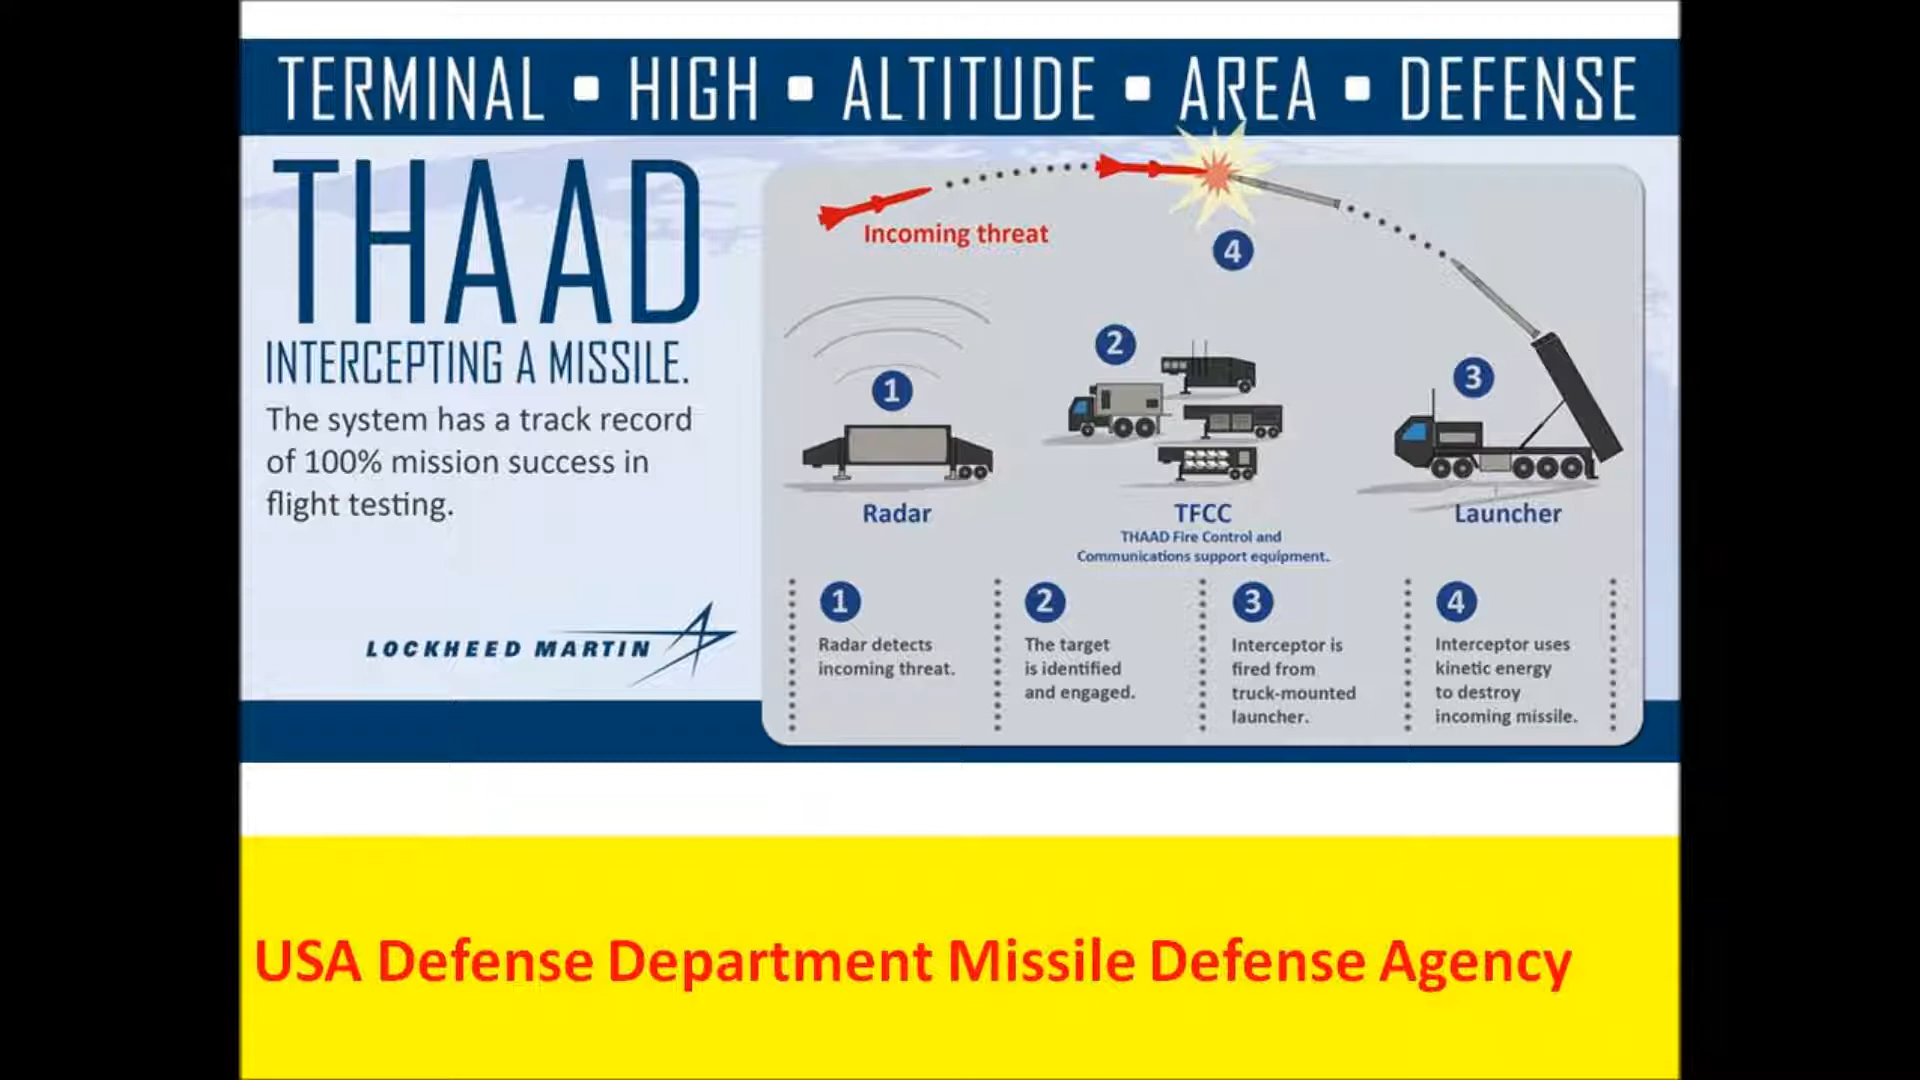 TERMINAL ▪ HIGH ▪ ALTITUDE ▪ AREA ▪ DEFENSE
THAAD
INTERCEPTING A MISSILE.
The system has a track record
of 100% mission success in
flight testing.
LOCKHEED MARTIN
Incoming threat
4
2
1
3
Radar
TFCC
THAAD Fire Control and
Communications support equipment.
Launcher
1
Radar detects
incoming threat.
2
The target
is identified
and engaged.
3
Interceptor is
fired from
truck-mounted
launcher.
4
Interceptor uses
kinetic energy
to destroy
incoming missile.
USA Defense Department Missile Defense Agency